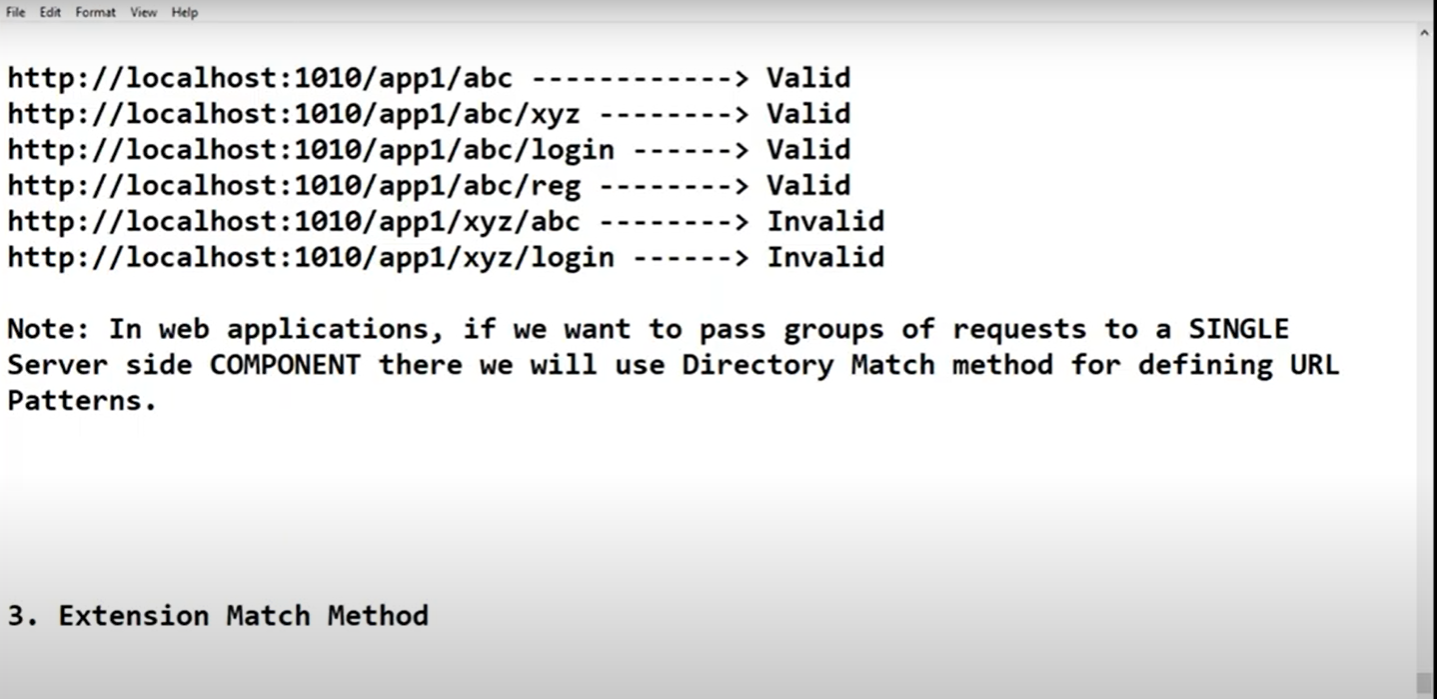 File Edit Format View Help
http://localhost:1010/app1/abc ------------> Valid
http://localhost:1010/app1/abc/xyz --------> Valid
http://localhost:1010/app1/abc/login ------> Valid
http://localhost:1010/app1/abc/reg --------> Valid
http://localhost:1010/app1/xyz/abc --------> Invalid
http://localhost:1010/app1/xyz/login ------> Invalid
Note: In web applications, if we want to pass groups of requests to a SINGLE
Server side COMPONENT there we will use Directory Match method for defining URL
Patterns.
3. Extension Match Method